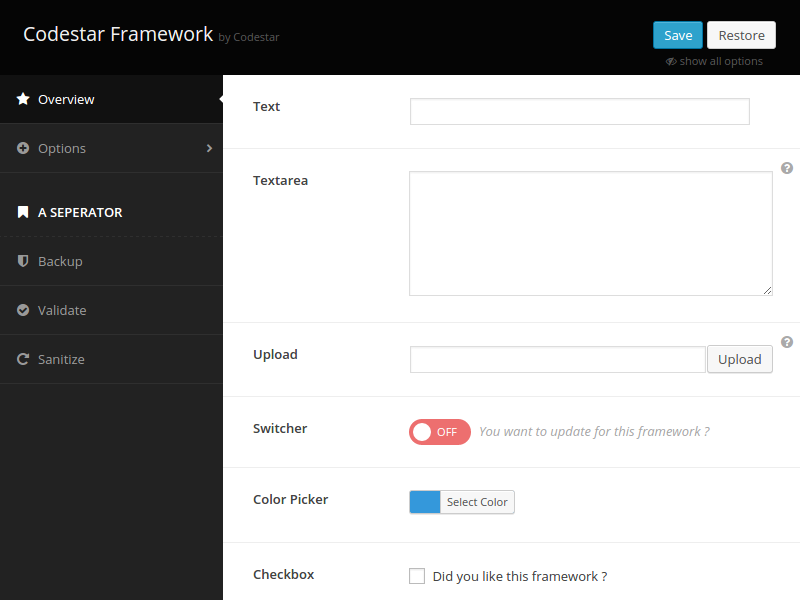 Codestar Framework by Codestar
Save
Restore
show all options
Overview
Options
A SEPERATOR
Backup
Validate
Sanitize
Text
Textarea
?
Upload
Upload
?
Switcher
OFF
You want to update for this framework ?
Color Picker
Select Color
Checkbox
Did you like this framework ?